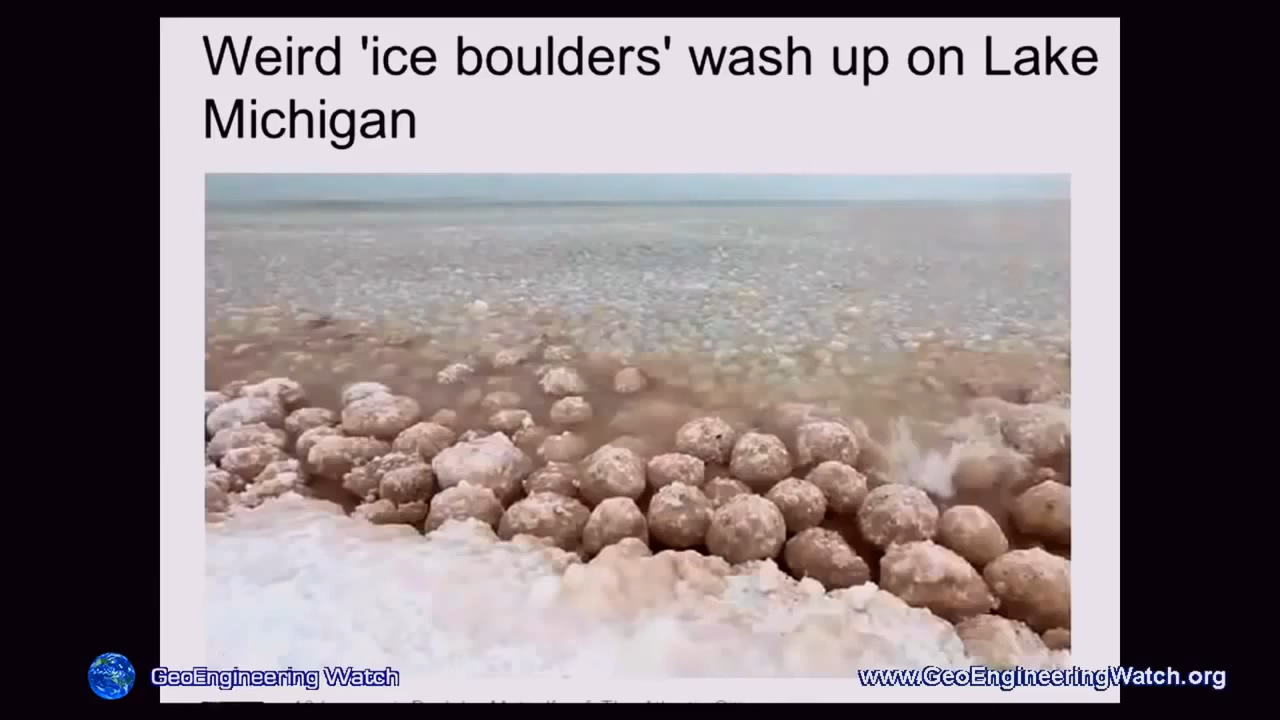 Weird 'ice boulders' wash up on Lake
Michigan
GeoEngineering Watch
www.GeoEngineeringWatch.org